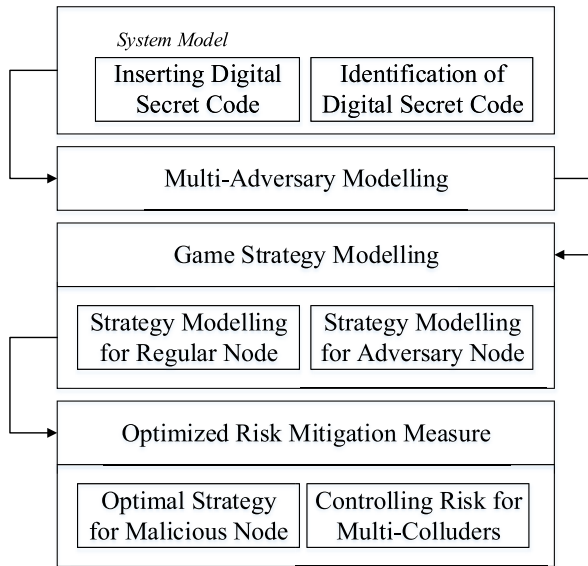 System Model
Inserting Digital
Secret Code
Identification of
Digital Secret Code
Multi-Adversary Modelling
Game Strategy Modelling
Strategy Modelling
for Regular Node
Strategy Modelling
for Adversary Node
Optimized Risk Mitigation Measure
Optimal Strategy
for Malicious Node
Controlling Risk for
Multi-Colluders